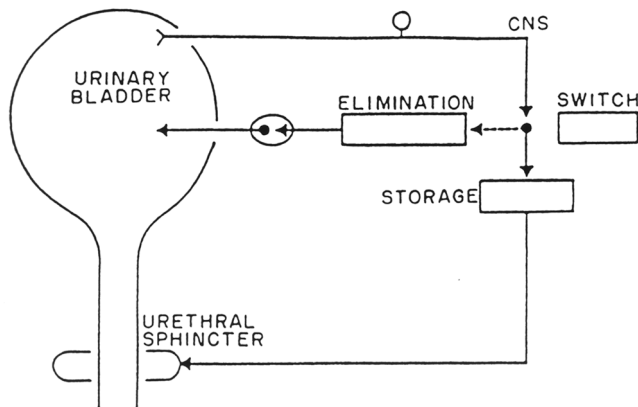 CNS
URINARY
BLADDER
ELIMINATION
SWITCH
STORAGE
URETHRAL
SPHINCTER